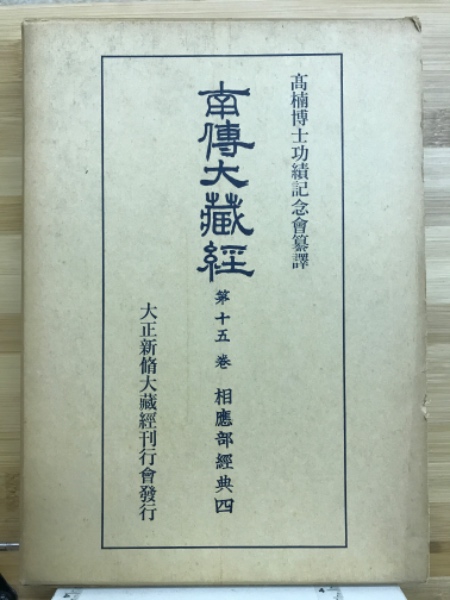 髙楠博士功績記念會纂譯
南傳大藏經 第十五卷 相應部經典四
大正新脩大藏經刊行會發行